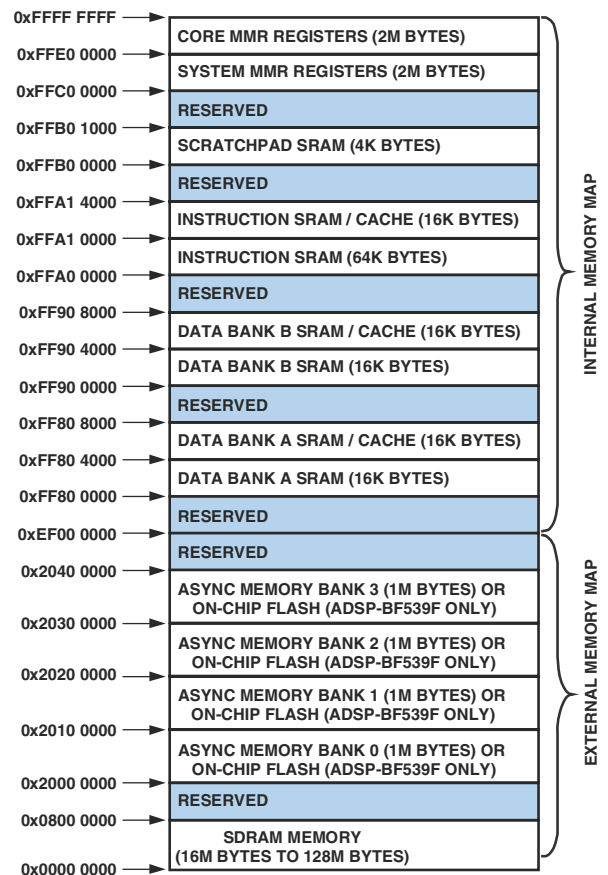 0xFFFF FFFF
CORE MMR REGISTERS (2M BYTES)
0xFFE0 0000
SYSTEM MMR REGISTERS (2M BYTES)
0xFFC0 0000
RESERVED
0xFFB0 1000
SCRATCHPAD SRAM (4K BYTES)
0xFFB0 0000
RESERVED
0xFFA1 4000
INSTRUCTION SRAM / CACHE (16K BYTES)
0xFFA1 0000
INSTRUCTION SRAM (64K BYTES)
0xFFA0 0000
RESERVED
0xFF90 8000
DATA BANK B SRAM / CACHE (16K BYTES)
0xFF90 4000
DATA BANK B SRAM (16K BYTES)
0xFF90 0000
RESERVED
0xFF80 8000
DATA BANK A SRAM / CACHE (16K BYTES)
0xFF80 4000
DATA BANK A SRAM (16K BYTES)
0xFF80 0000
RESERVED
0xEF00 0000
RESERVED
0x2040 0000
ASYNC MEMORY BANK 3 (1M BYTES) OR
ON-CHIP FLASH (ADSP-BF539F ONLY)
0x2030 0000
ASYNC MEMORY BANK 2 (1M BYTES) OR
ON-CHIP FLASH (ADSP-BF539F ONLY)
0x2020 0000
ASYNC MEMORY BANK 1 (1M BYTES) OR
ON-CHIP FLASH (ADSP-BF539F ONLY)
0x2010 0000
ASYNC MEMORY BANK 0 (1M BYTES) OR
ON-CHIP FLASH (ADSP-BF539F ONLY)
0x2000 0000
RESERVED
0x0800 0000
SDRAM MEMORY
(16M BYTES TO 128M BYTES)
0x0000 0000
INTERNAL MEMORY MAP
EXTERNAL MEMORY MAP